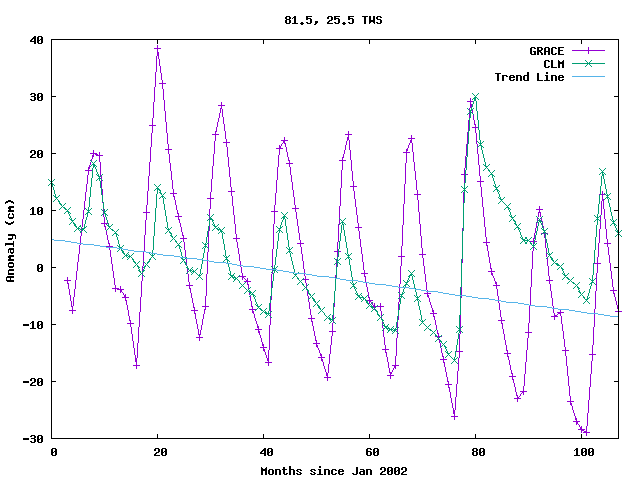 81.5, 25.5 TWS
GRACE
CLM
Trend Line
Anomaly (cm)
40
30
20
10
0
-10
-20
-30
0 20 40 60 80 100
Months since Jan 2002